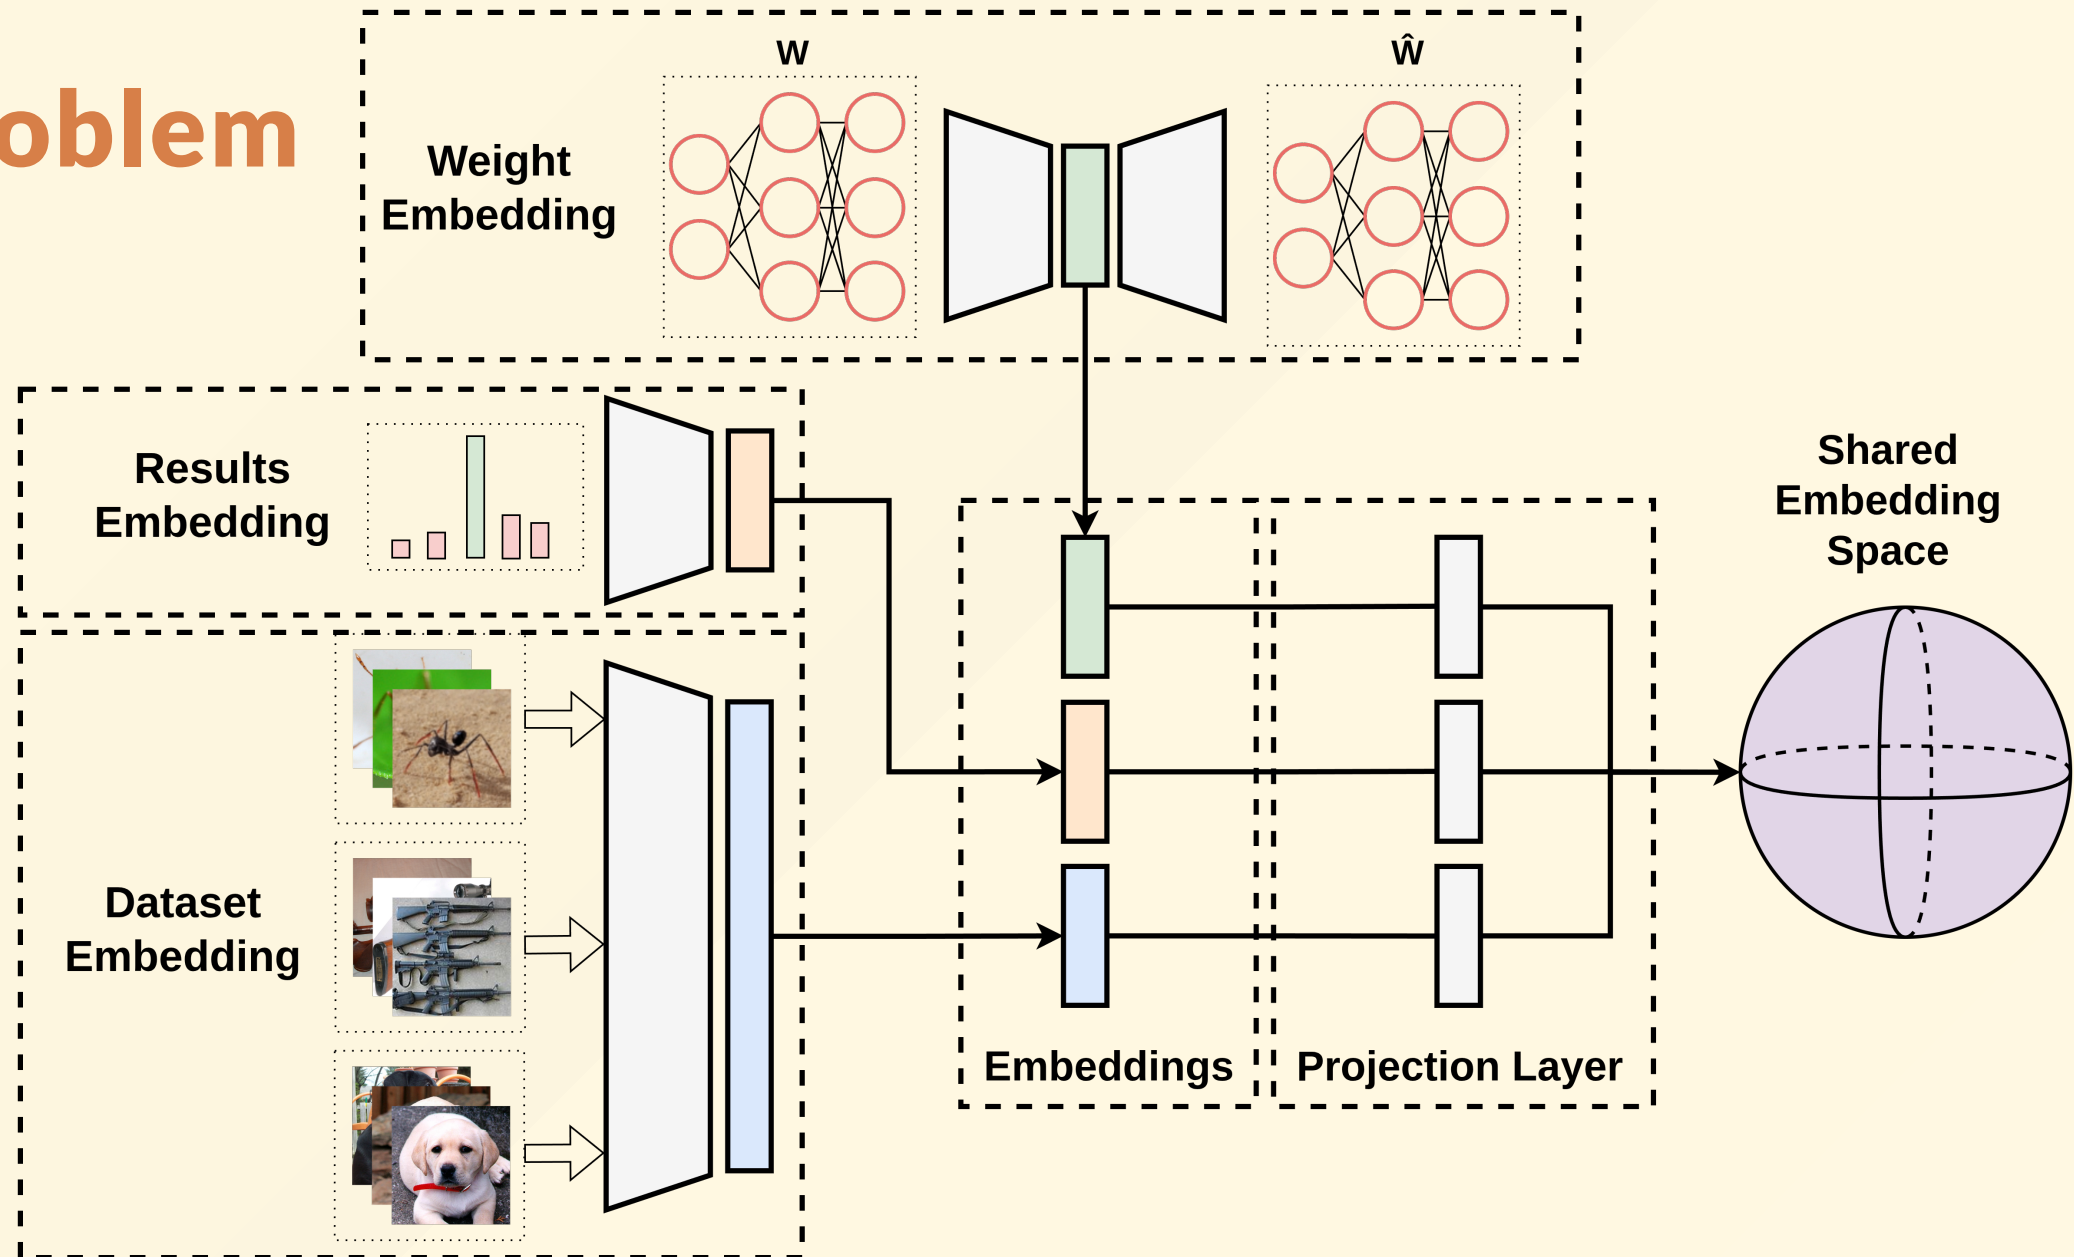 oblem
W
Ŵ
Weight
Embedding
Results
Embedding
Shared
Embedding
Space
Dataset
Embedding
Embeddings
Projection Layer